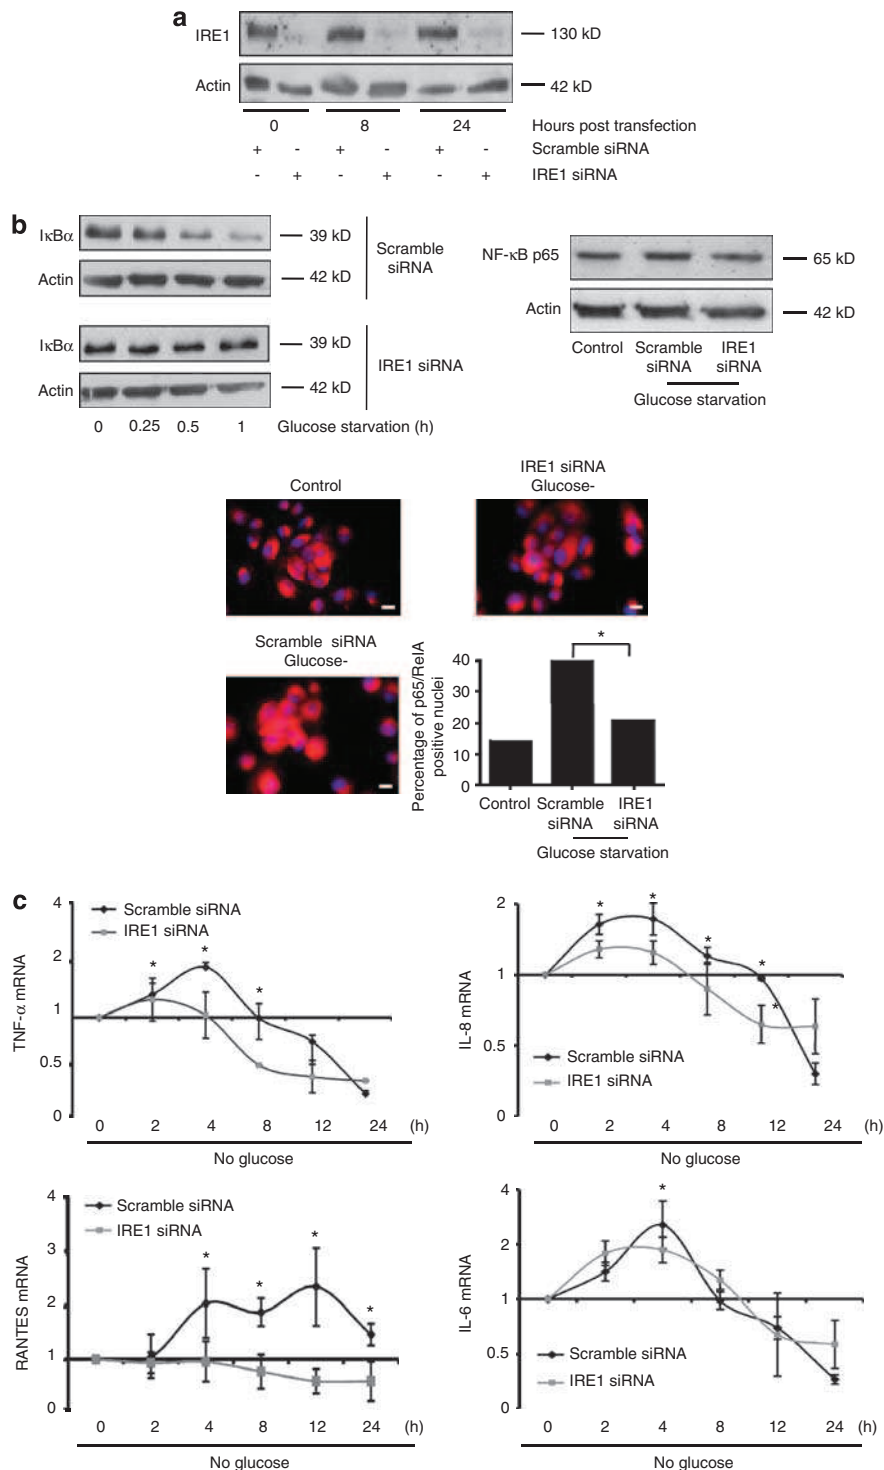 a
IRE1
130 kD
Actin
42 kD
0 8 24 Hours post transfection
+ - + - + - Scramble siRNA
- + - + - + IRE1 siRNA
b
IκBα
39 kD
Actin
42 kD
Scramble
siRNA
IκBα
39 kD
Actin
42 kD
IRE1 siRNA
0 0.25 0.5 1 Glucose starvation (h)
NF-κB p65
65 kD
Actin
42 kD
Control Scramble siRNA IRE1 siRNA
Glucose starvation
Control
IRE1 siRNA
Glucose-
Scramble siRNA
Glucose-
Percentage of p65/RelA
positive nuclei
40
30
20
10
0
*
Control Scramble siRNA IRE1 siRNA
Glucose starvation
c
TNF-α mRNA
4
2
1
0.5
0
Scramble siRNA
IRE1 siRNA
* * *
0 2 4 8 12 24 (h)
No glucose
IL-8 mRNA
2
1
0.5
0
* * * * *
Scramble siRNA
IRE1 siRNA
0 2 4 8 12 24 (h)
No glucose
RANTES mRNA
4
3
2
1
0
Scramble siRNA
IRE1 siRNA
* * * *
0 2 4 8 12 24 (h)
No glucose
IL-6 mRNA
4
2
1
0.5
0
*
Scramble siRNA
IRE1 siRNA
0 2 4 8 12 24 (h)
No glucose